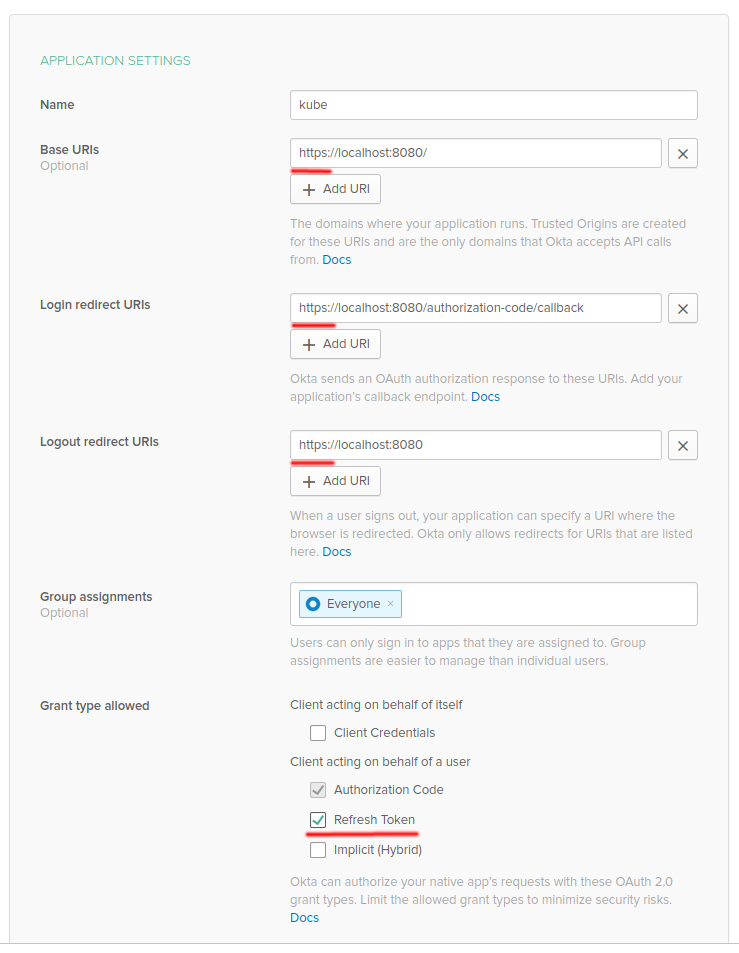 APPLICATION SETTINGS
Name
kube
Base URIs
Optional
https://localhost:8080/
Add URI
The domains where your application runs. Trusted Origins are created
for these URIs and are the only domains that Okta accepts API calls
from. Docs
Login redirect URIs
https://localhost:8080/authorization-code/callback
Add URI
Okta sends an OAuth authorization response to these URIs. Add your
application's callback endpoint. Docs
Logout redirect URIs
https://localhost:8080
Add URI
When a user signs out, your application can specify a URI where the
browser is redirected. Okta only allows redirects for URIs that are listed
here. Docs
Group assignments
Optional
Everyone ×
Users can only sign in to apps that they are assigned to. Group
assignments are easier to manage than individual users.
Grant type allowed
Client acting on behalf of itself
Client Credentials
Client acting on behalf of a user
Authorization Code
Refresh Token
Implicit (Hybrid)
Okta can authorize your native app's requests with these OAuth 2.0
grant types. Limit the allowed grant types to minimize security risks.
Docs